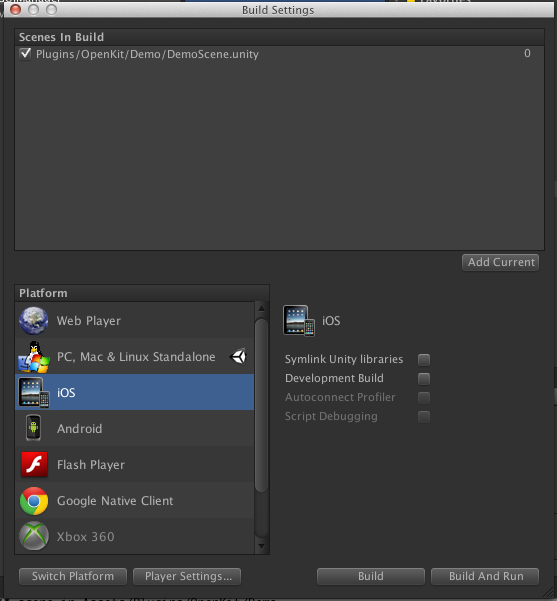 Build Settings
Scenes In Build
Plugins/OpenKit/Demo/DemoScene.unity 0
Add Current
Platform
Web Player
PC, Mac & Linux Standalone
iOS
Android
Flash Player
Google Native Client
Xbox 360
iOS
Symlink Unity libraries
Development Build
Autoconnect Profiler
Script Debugging
Switch Platform
Player Settings...
Build
Build And Run